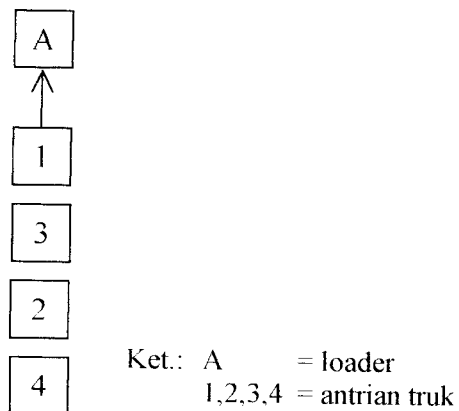 A
1
3
2
4
Ket.: A = loader
1,2,3,4 = antrian truk